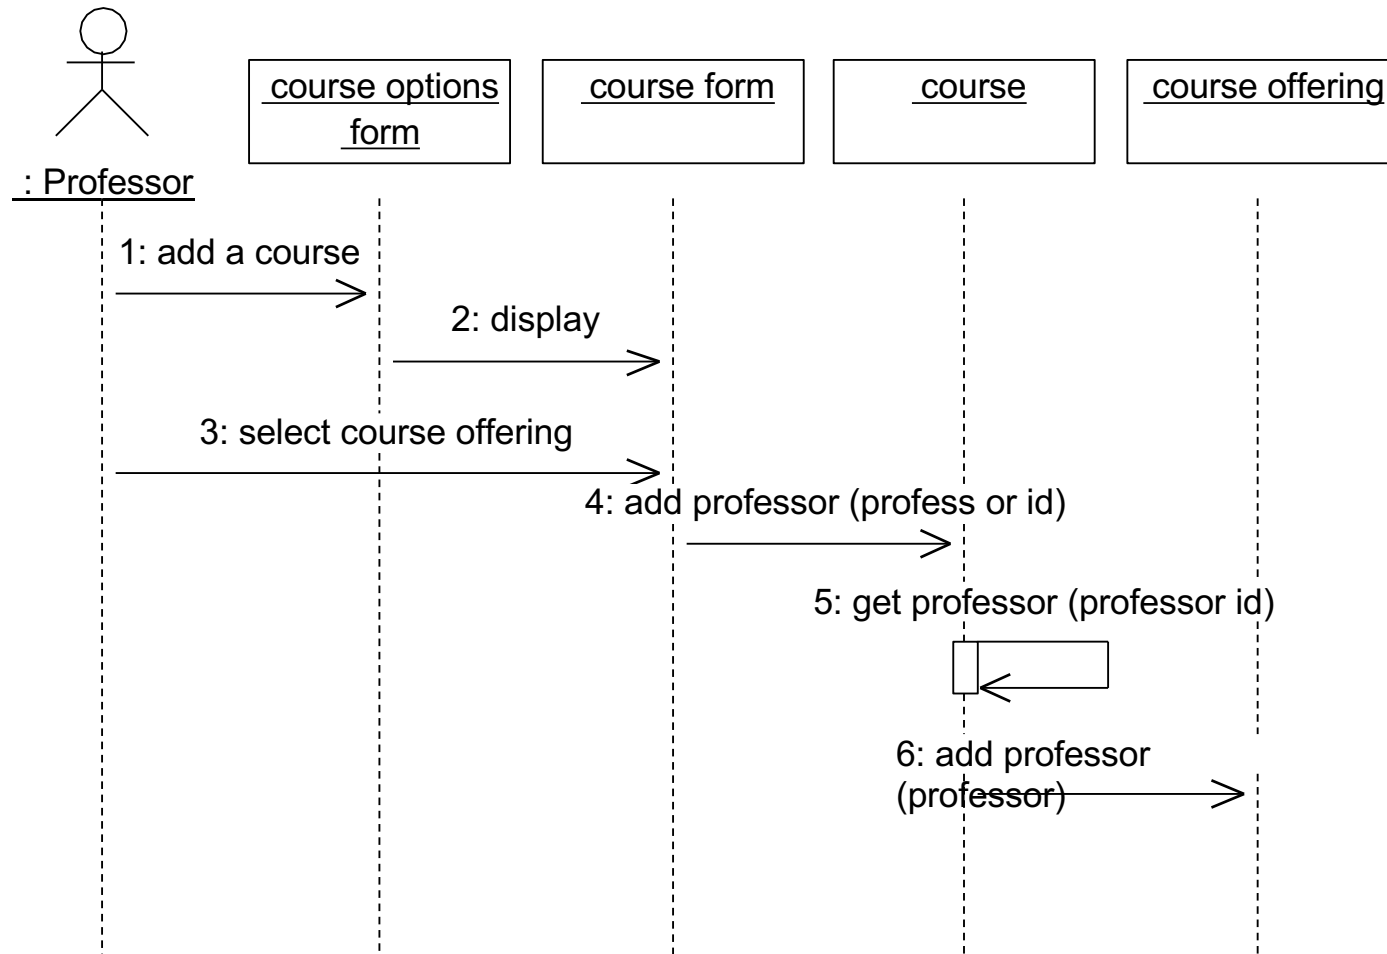 course options
form
course form
course
course offering
: Professor
1: add a course
2: display
3: select course offering
4: add professor (profess or id)
5: get professor (professor id)
6: add professor
(professor)